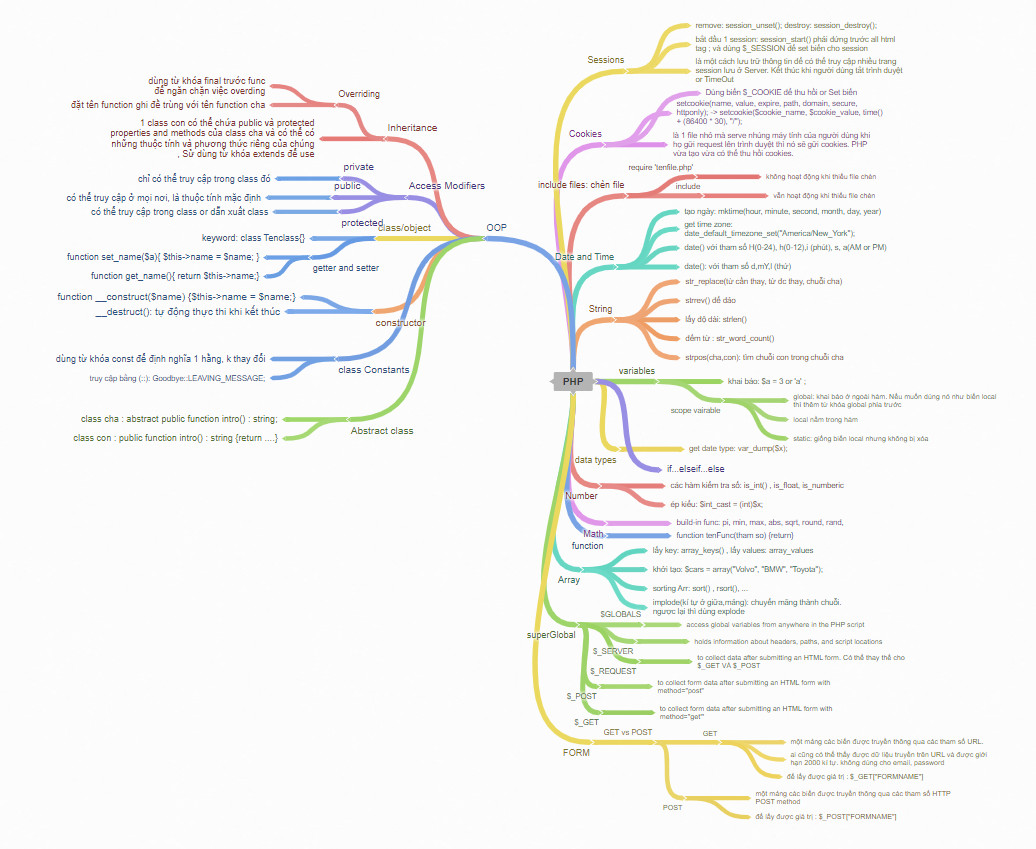 remove: session_unset(); destroy: session_destroy();
bắt đầu 1 session: session_start() phải đứng trước all html
tag ; và dùng $_SESSION để set biến cho session
Sessions
là một cách lưu trữ thông tin để có thể truy cập nhiều trang
session lưu ở Server. Kết thúc khi người dùng tắt trình duyệt
or TimeOut
Dùng biến $_COOKIE để thu hồi or Set biến
setcookie(name, value, expire, path, domain, secure,
httponly); -> setcookie($cookie_name, $cookie_value, time()
+ (86400 * 30), "/");
Cookies
là 1 file nhỏ mà serve nhúng máy tính của người dùng khi
họ gửi request lên trình duyệt thì nó sẽ gửi cookies. PHP
vừa tạo vừa có thể thu hồi cookies.
require 'tenfile.php'
không hoạt động khi thiếu file chèn
include files: chèn file
include
vẫn hoạt động khi thiếu file chèn
tạo ngày: mktime(hour, minute, second, month, day, year)
get time zone:
date_default_timezone_set("America/New_York");
date() với tham số H(0-24), h(0-12),i (phút), s, a(AM or PM)
Date and Time
date(): với tham số d,mY,l (thứ)
str_replace(từ cần thay, từ dc thay, chuỗi cha)
strrev() để đảo
String
lấy độ dài: strlen()
đếm từ : str_word_count()
strpos(cha,con): tìm chuỗi con trong chuỗi cha
PHP
variables
khai báo: $a = 3 or 'a' ;
scope vairable
global: khai báo ở ngoài hàm. Nếu muốn dùng nó như biến local
thì thêm từ khóa global phía trước
local nằm trong hàm
static: giống biến local nhưng không bị xóa
get date type: var_dump($x);
data types
if...elseif...else
các hàm kiểm tra số: is_int() , is_float, is_numberic
Number
ép kiểu: $int_cast = (int)$x;
build-in func: pi, min, max, abs, sqrt, round, rand,
Math
function tenFunc(tham so) {return}
function
lấy key: array_keys() , lấy values: array_values
khởi tạo: $cars = array("Volvo", "BMW", "Toyota");
Array
sorting Arr: sort() , rsort(), ...
implode(kí tự ở giữa,mảng): chuyển mãng thành chuỗi.
ngược lại thì dùng explode
$GLOBALS
access global variables from anywhere in the PHP script
superGlobal
holds information about headers, paths, and script locations
$_SERVER
to collect data after submitting an HTML form. Có thể thay thế cho
$_GET VÀ $_POST
$_REQUEST
to collect form data after submitting an HTML form with
method="post"
$_POST
to collect form data after submitting an HTML form with
method="get"
$_GET
FORM
GET vs POST
GET
một mảng các biến được truyền thông qua các tham số URL.
ai cũng có thể thấy được dữ liệu truyền trên URL và được giới
hạn 2000 kí tự. không dùng cho email, password
để lấy được giá trị : $_GET["FORMNAME"]
POST
một mảng các biến được truyền thông qua các tham số HTTP
POST method
để lấy được giá trị : $_POST["FORMNAME"]
OOP
Inheritance
Overriding
dùng từ khóa final trước func
để ngăn chặn việc overding
đặt tên function ghi đè trùng với tên function cha
1 class con có thể chứa public và protected
properties and methods của class cha và có thể có
những thuộc tính và phương thức riêng của chúng
, Sử dùng từ khóa extends để use
Access Modifiers
private
chỉ có thể truy cập trong class đó
public
có thể truy cập ở mọi nơi, là thuộc tính mặc định
protected
có thể truy cập trong class or dẫn xuất class
class/object
keyword: class Tenclass{}
getter and setter
function set_name($a){ $this->name = $name; }
function get_name(){ return $this->name;}
constructor
function __construct($name) {$this->name = $name;}
__destruct(): tự động thực thi khi kết thúc
class Constants
dùng từ khóa const để định nghĩa 1 hằng, k thay đổi
truy cập bằng (::): Goodbye::LEAVING_MESSAGE;
Abstract class
class cha : abstract public function intro() : string;
class con : public function intro() : string {return ....}